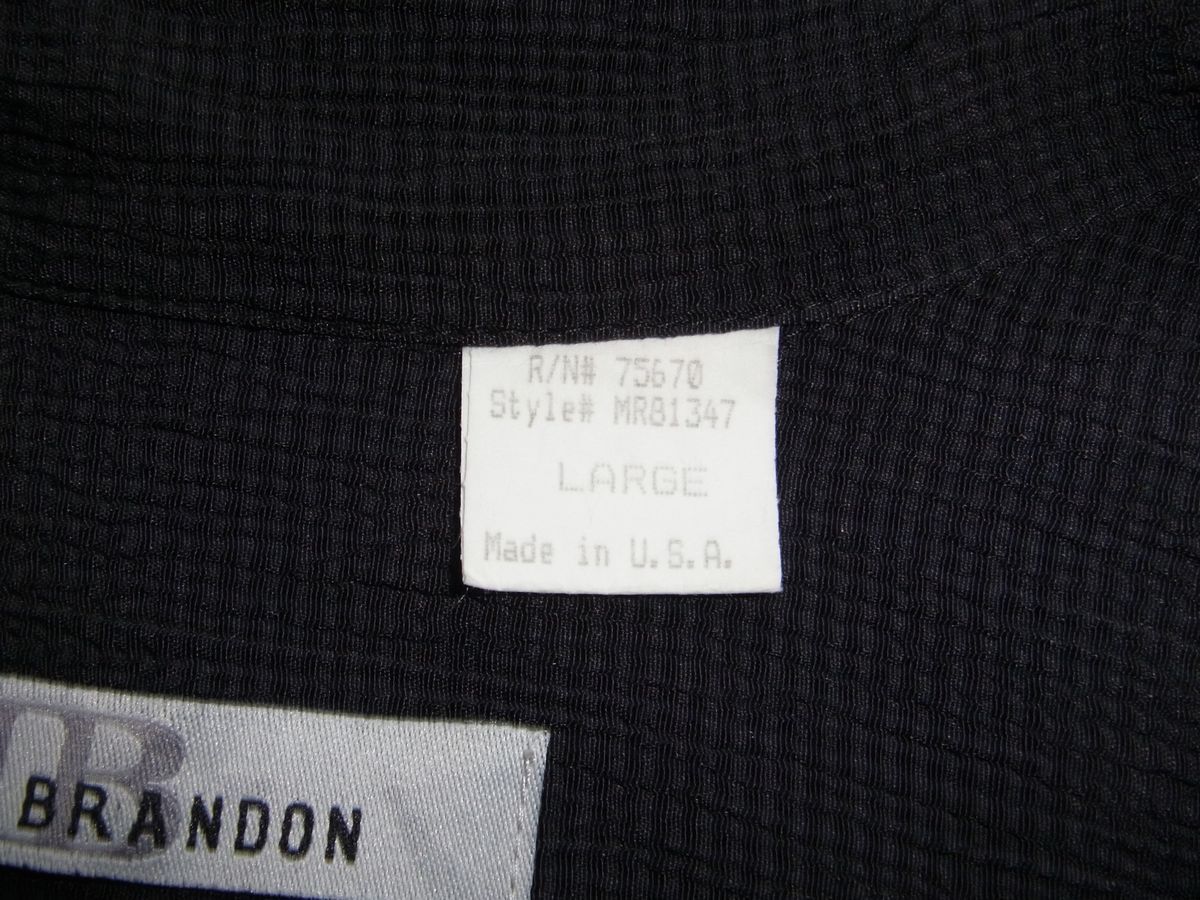 R/N# 75670
Style# MR81347
LARGE
Made in U.S.A.
B
BRANDON